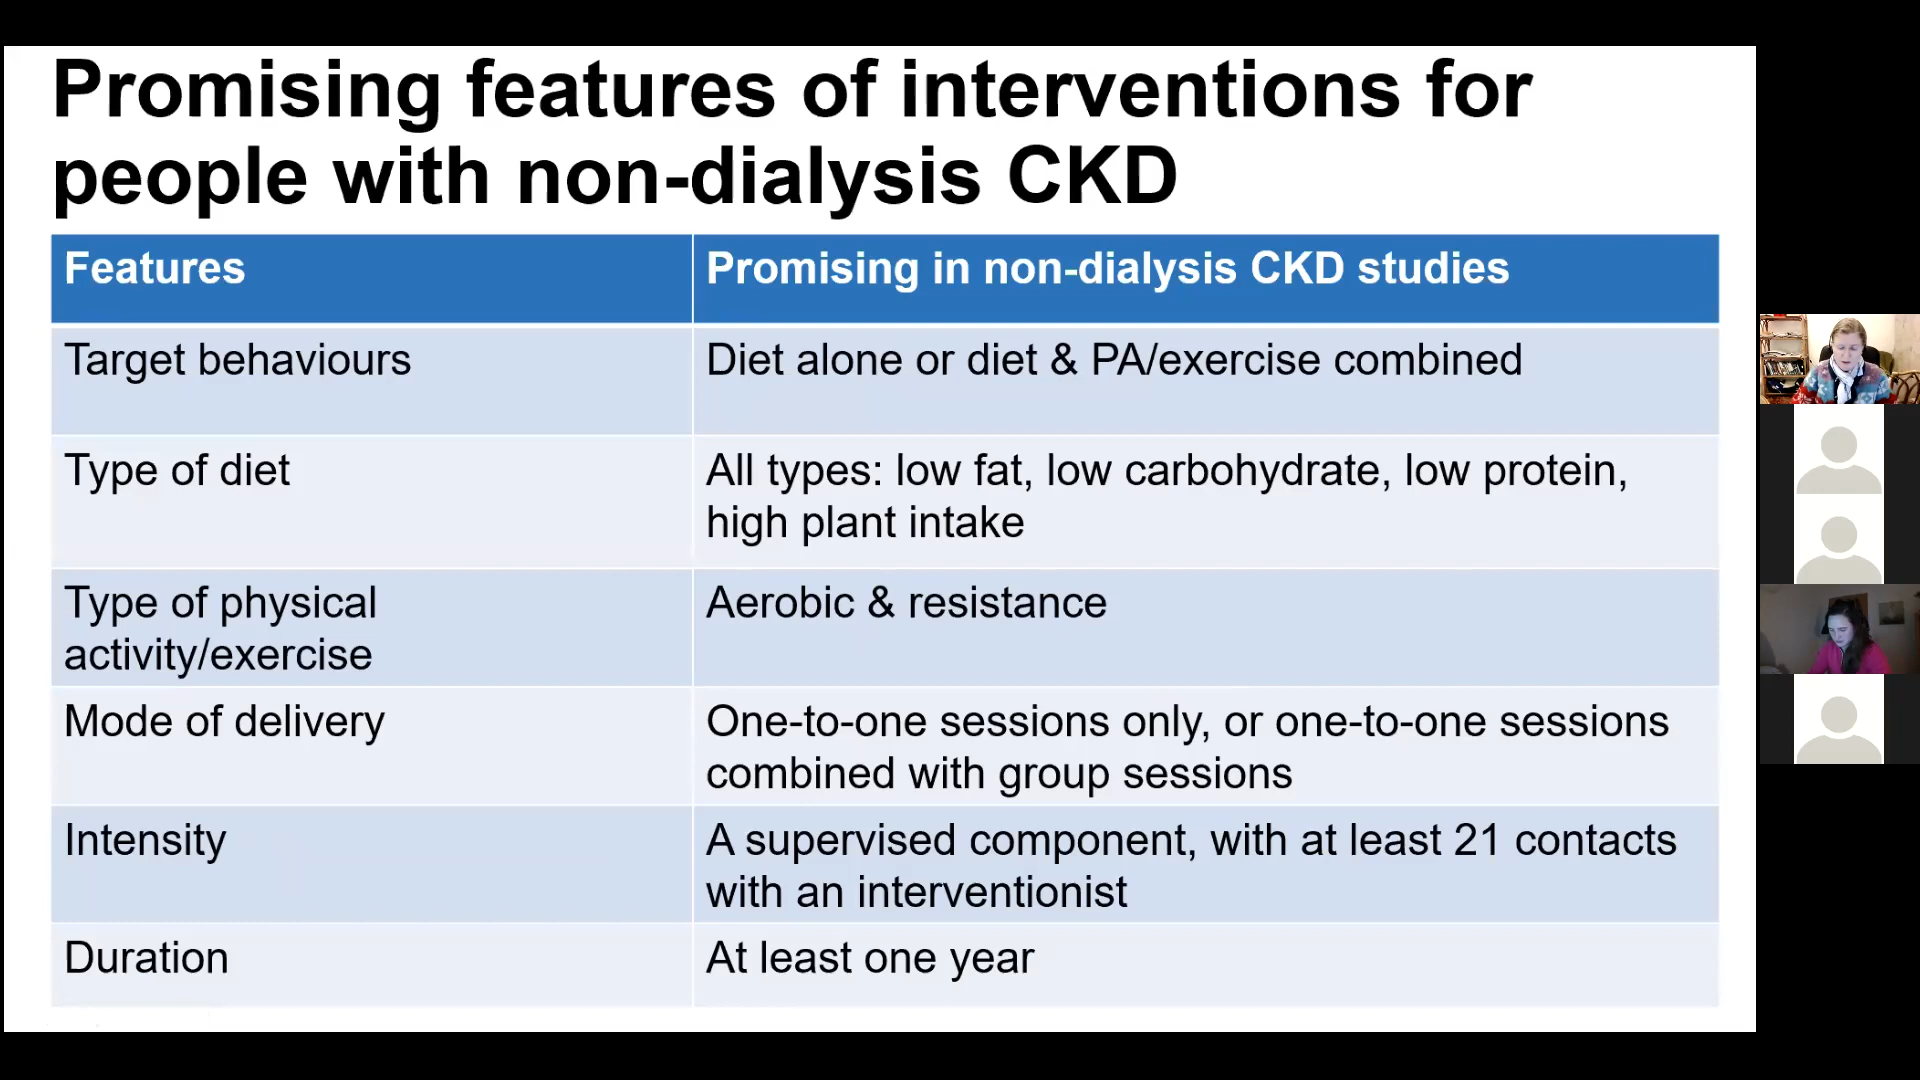 Promising features of interventions for
people with non-dialysis CKD
Features
Promising in non-dialysis CKD studies
Target behaviours
Diet alone or diet & PA/exercise combined
Type of diet
All types: low fat, low carbohydrate, low protein,
high plant intake
Type of physical
activity/exercise
Aerobic & resistance
Mode of delivery
One-to-one sessions only, or one-to-one sessions
combined with group sessions
Intensity
A supervised component, with at least 21 contacts
with an interventionist
Duration
At least one year